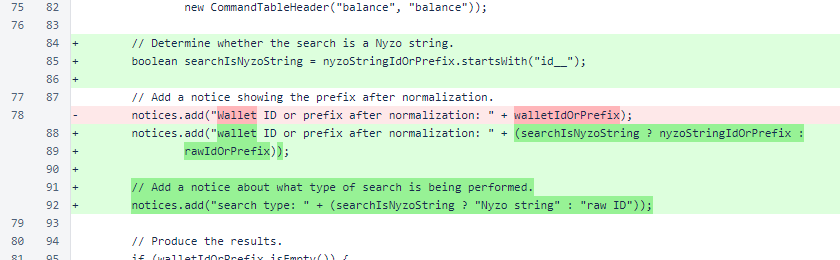 75 82 new CommandTableHeader("balance", "balance"));
76 83
84 + // Determine whether the search is a Nyzo string.
85 + boolean searchIsNyzoString = nyzoStringIdOrPrefix.startsWith("id__");
86 +
77 87 // Add a notice showing the prefix after normalization.
78 - notices.add("Wallet ID or prefix after normalization: " + walletIdOrPrefix);
88 + notices.add("wallet ID or prefix after normalization: " + (searchIsNyzoString ? nyzoStringIdOrPrefix :
89 + rawIdOrPrefix));
90 +
91 + // Add a notice about what type of search is being performed.
92 + notices.add("search type: " + (searchIsNyzoString ? "Nyzo string" : "raw ID"));
79 93
80 94 // Produce the results.
81 95 if (walletIdOrPrefix.isEmpty()) {